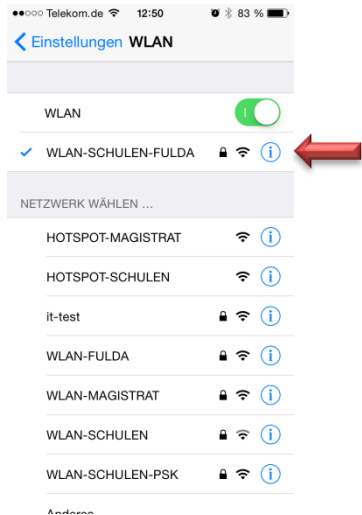 Telekom.de 12:50 83 %
Einstellungen WLAN
WLAN
WLAN-SCHULEN-FULDA
NETZWERK WÄHLEN ...
HOTSPOT-MAGISTRAT
HOTSPOT-SCHULEN
it-test
WLAN-FULDA
WLAN-MAGISTRAT
WLAN-SCHULEN
WLAN-SCHULEN-PSK
Anderes